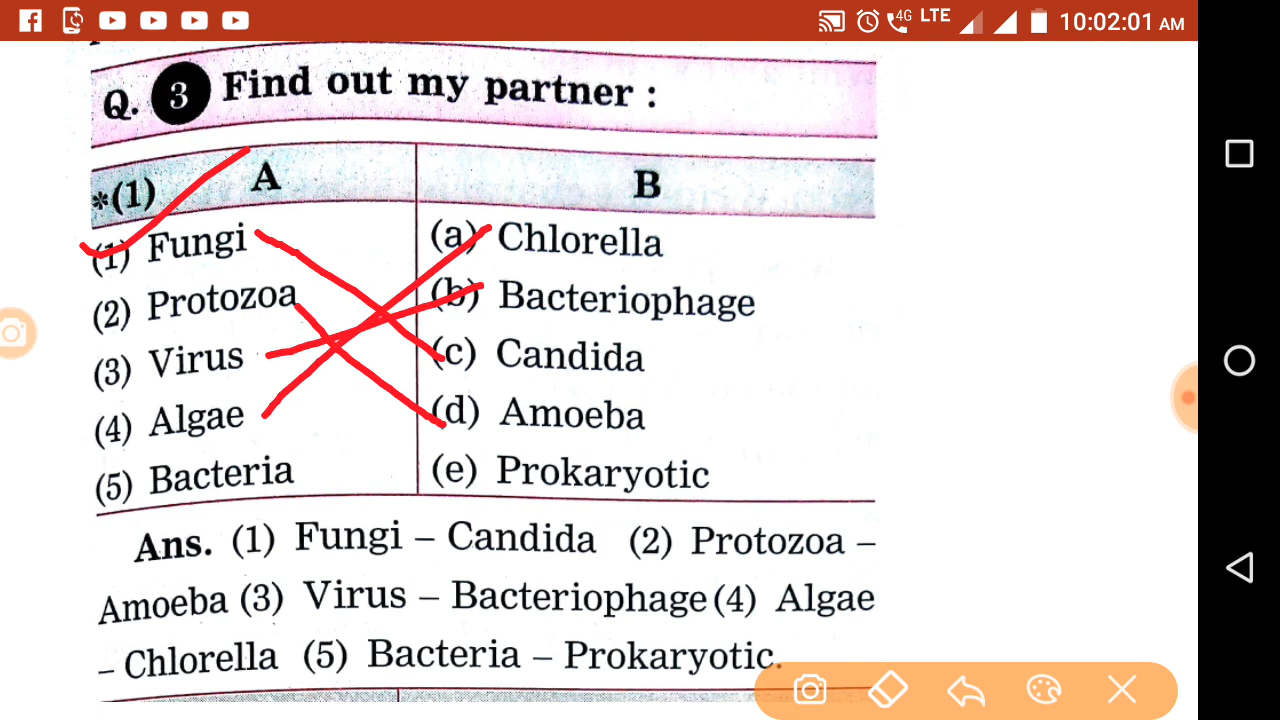 4G LTE 10:02:01 AM
Q. 3 Find out my partner :
*(1) A B
(1) Fungi (a) Chlorella
(2) Protozoa (b) Bacteriophage
(3) Virus (c) Candida
(4) Algae (d) Amoeba
(5) Bacteria (e) Prokaryotic
Ans. (1) Fungi – Candida (2) Protozoa –
Amoeba (3) Virus – Bacteriophage (4) Algae
– Chlorella (5) Bacteria – Prokaryotic.